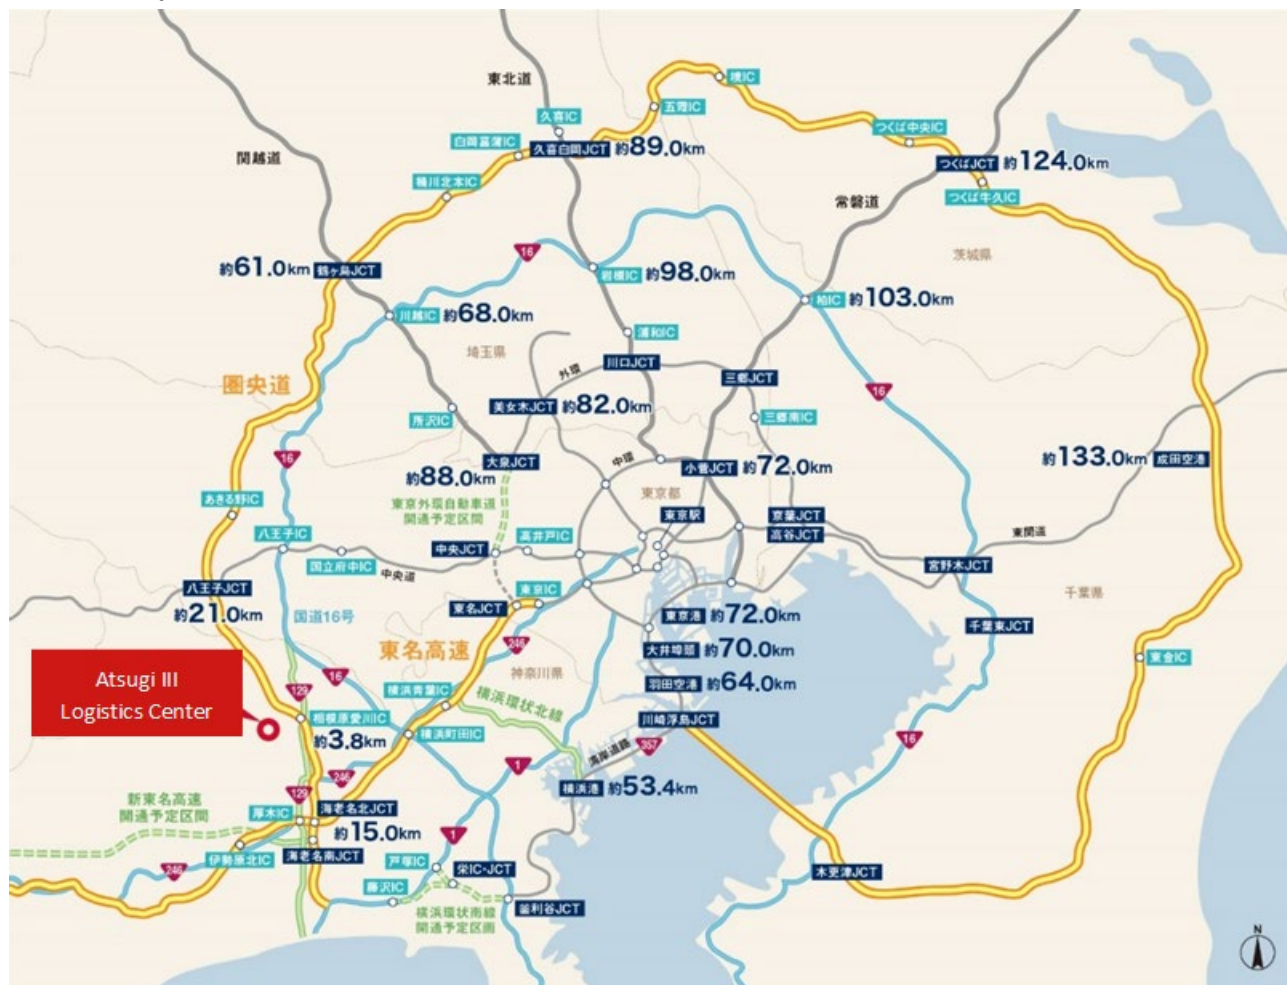 東北道
境IC
五霞IC
久喜IC
つくば中央IC
白岡菖蒲IC
久喜白岡JCT 約89.0km
関越道
つくばJCT 約124.0km
桶川北本IC
つくば牛久IC
常磐道
16
茨城県
約61.0km 鶴ヶ島JCT
岩槻IC 約98.0km
柏IC 約103.0km
川越IC 約68.0km
浦和IC
埼玉県
川口JCT
外環
三郷JCT
圏央道
16
美女木JCT 約82.0km
所沢IC
三郷南IC
16
大泉JCT
中環
小菅JCT 約72.0km
約133.0km 成田空港
約88.0km
東京外環自動車道
開通予定区間
東京都
あきる野IC
東京駅
京葉JCT
高谷JCT
八王子IC
高井戸IC
中央JCT
東関道
国立府中IC
中央道
宮野木JCT
八王子JCT
約21.0km
東京IC
千葉県
東名JCT
国道16号
東京港 約72.0km
千葉東JCT
東名高速
246
大井埠頭 約70.0km
東金IC
Atsugi III
Logistics Center
神奈川県
16
129
横浜青葉IC
羽田空港 約64.0km
横浜環状北線
相模原愛川IC
約3.8km
横浜町田IC
川崎浮島JCT
湾岸道路
357
16
1
246
横浜港 約53.4km
129
新東名高速
開通予定区間
厚木IC
海老名北JCT
約15.0km
1
伊勢原北IC
海老名南JCT
246
戸塚IC
栄IC・JCT
木更津JCT
藤沢IC
横浜環状南線
開通予定区画
釜利谷JCT
N